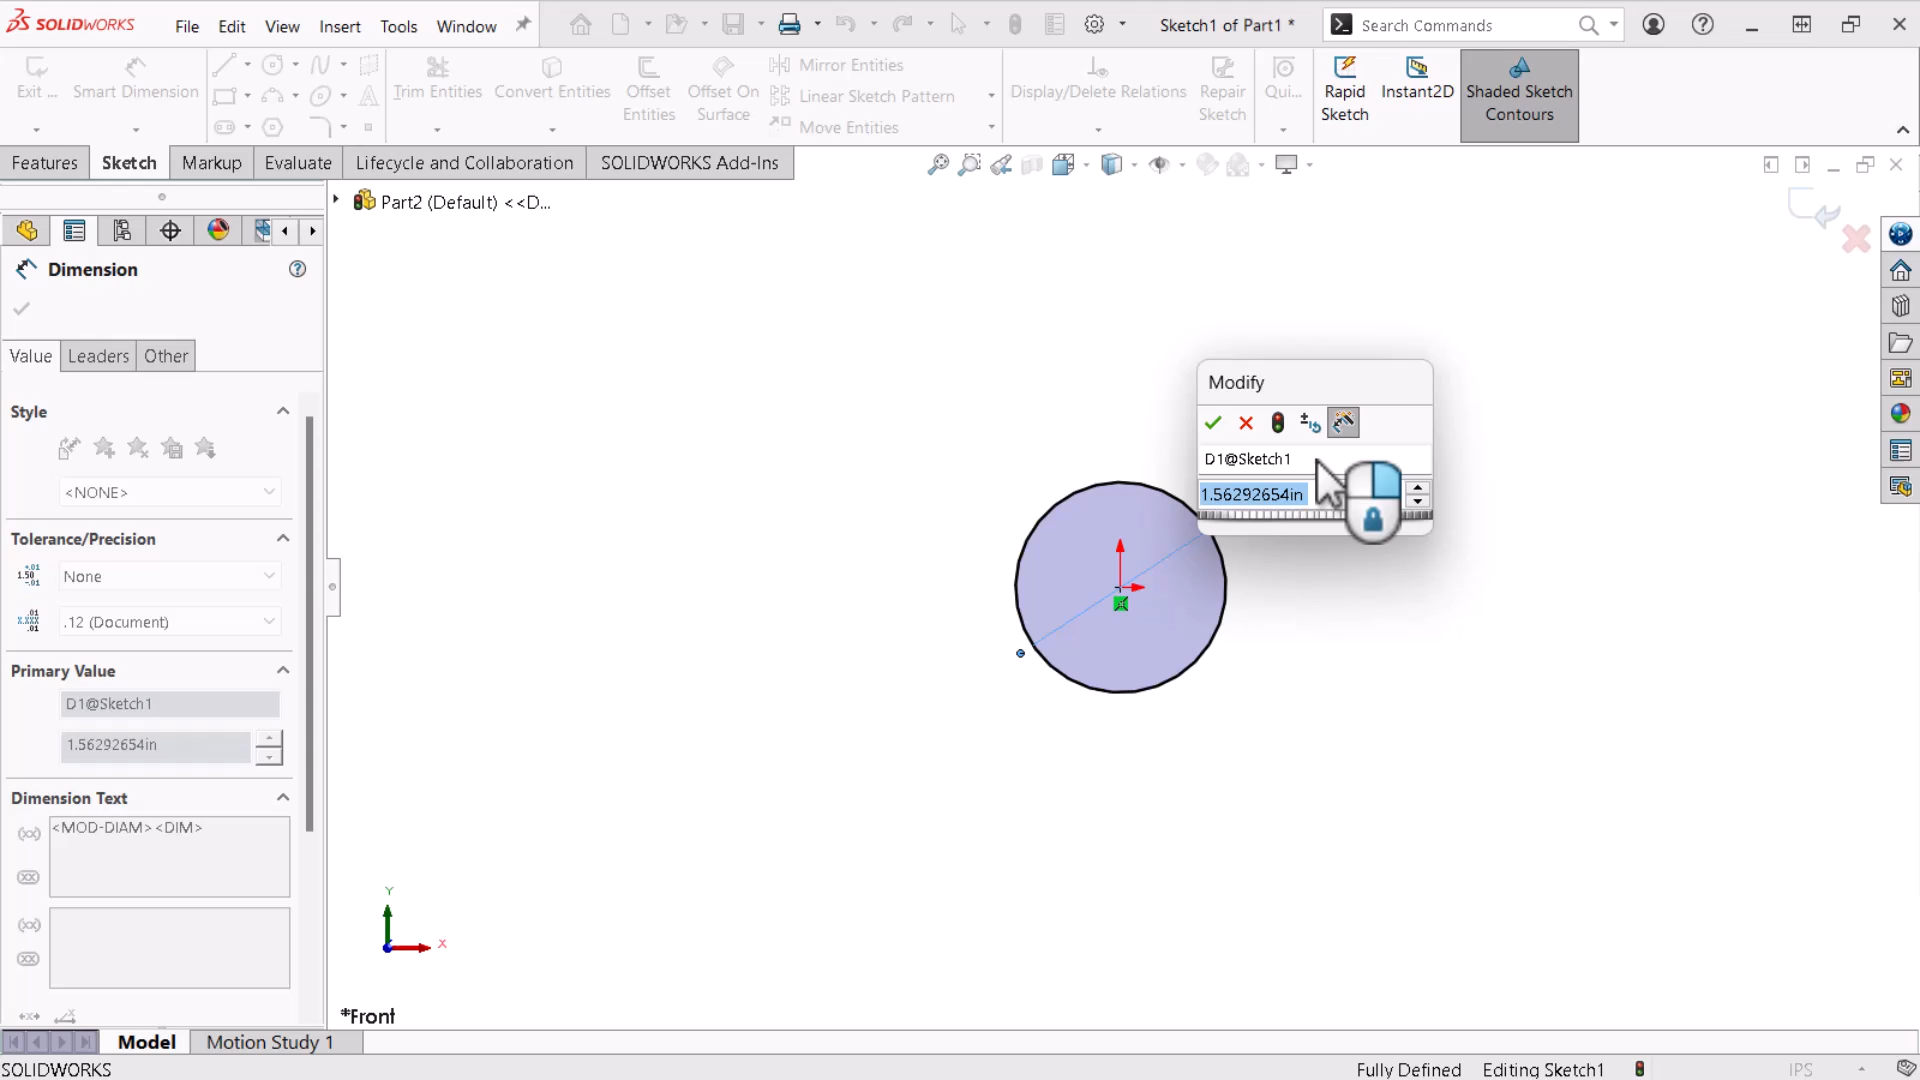 SOLIDWORKS File Edit View Insert Tools Window Sketch1 of Part1 * Search Commands
Exit ... Smart Dimension Trim Entities Convert Entities Offset Entities Offset On Surface Mirror Entities
Linear Sketch Pattern
Move Entities
Display/Delete Relations Repair Sketch Qui... Rapid Sketch Instant2D Shaded Sketch Contours
Features Sketch Markup Evaluate Lifecycle and Collaboration SOLIDWORKS Add-Ins
Part2 (Default) <<D...
Dimension
Value Leaders Other
Style
<NONE>
Tolerance/Precision
None
.12 (Document)
Primary Value
D1@Sketch1
1.56292654in
Dimension Text
<MOD-DIAM><DIM>
Modify
D1@Sketch1
1.56292654in
Y
X
*Front
Model Motion Study 1
SOLIDWORKS Fully Defined Editing Sketch1 IPS